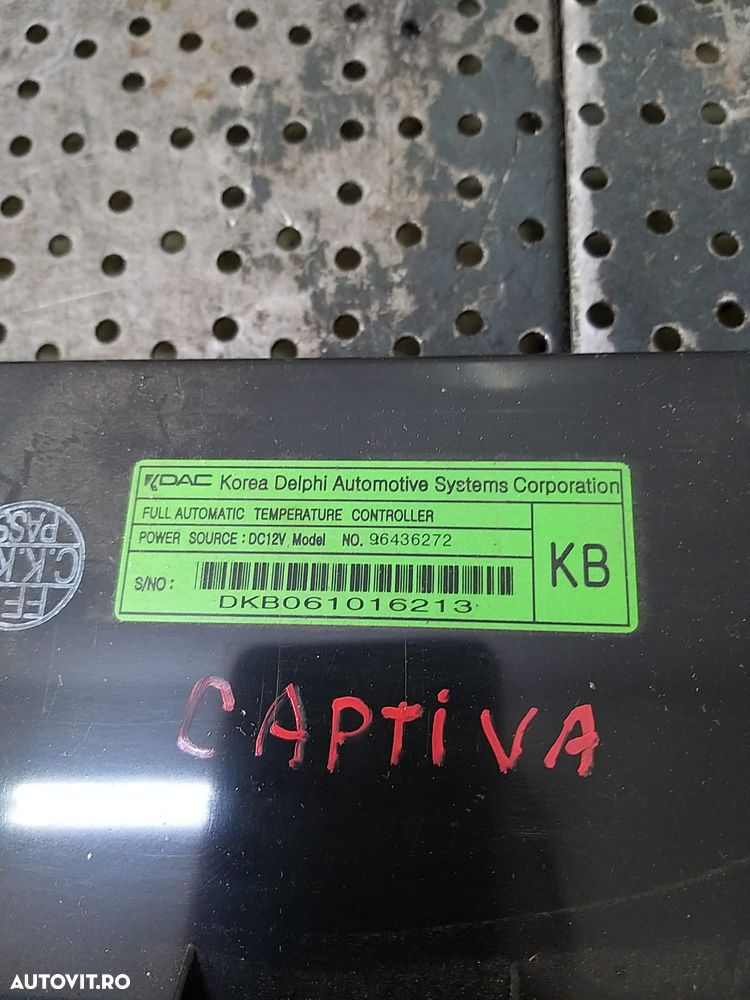 KDAC Korea Delphi Automotive Systems Corporation
FULL AUTOMATIC TEMPERATURE CONTROLLER
POWER SOURCE : DC12V Model NO. 96436272
KB
S/NO :
DKB061016213
PASS
C.K.K
CAPTiVA
AUTOVIT.RO